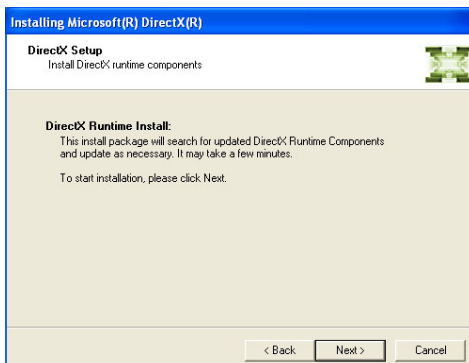 Installing Microsoft(R) DirectX(R)
DirectX Setup
Install DirectX runtime components
DirectX Runtime Install:
This install package will search for updated DirectX Runtime Components
and update as necessary. It may take a few minutes.
To start installation, please click Next.
< Back Next > Cancel